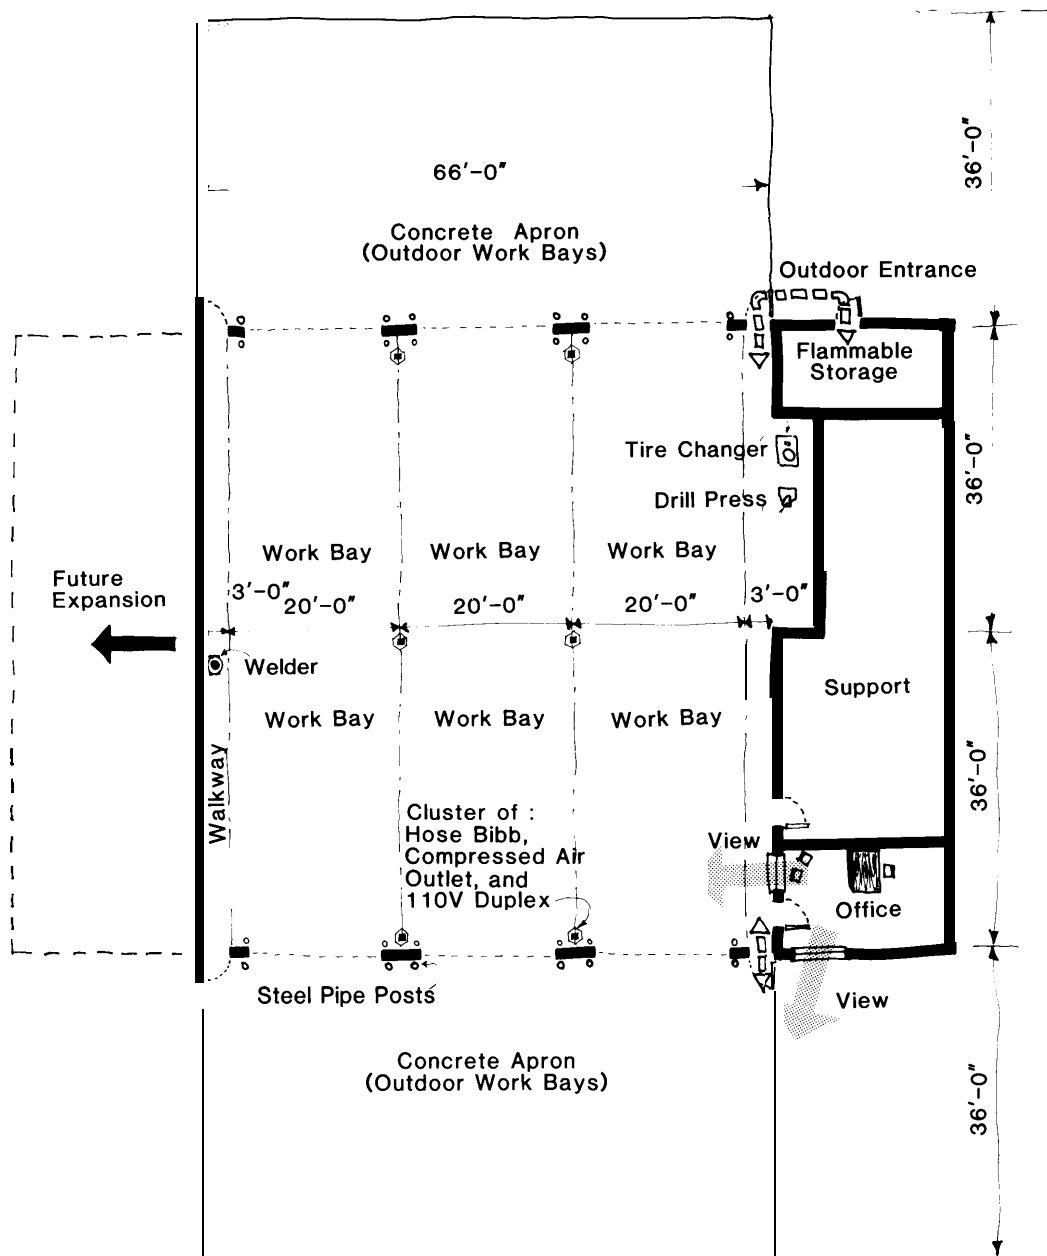 36'-0"
66'-0"
Concrete Apron
(Outdoor Work Bays)
Outdoor Entrance
Flammable
Storage
Tire Changer
36'-0"
Drill Press
Work Bay
Work Bay
Work Bay
Future
Expansion
3'-0"
20'-0"
20'-0"
20'-0"
3'-0"
Welder
Support
Work Bay
Work Bay
Work Bay
Walkway
36'-0"
Cluster of :
Hose Bibb,
Compressed Air
Outlet, and
110V Duplex
View
Office
Steel Pipe Posts
View
Concrete Apron
(Outdoor Work Bays)
36'-0"